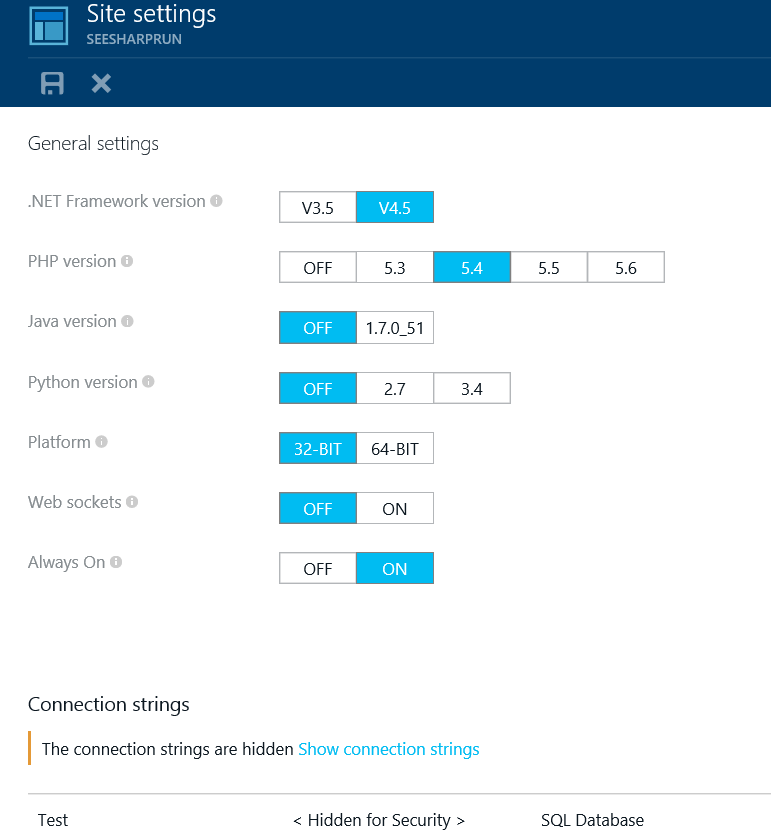 Site settings
SEESHARPRUN
General settings
.NET Framework version V3.5 V4.5
PHP version OFF 5.3 5.4 5.5 5.6
Java version OFF 1.7.0_51
Python version OFF 2.7 3.4
Platform 32-BIT 64-BIT
Web sockets OFF ON
Always On OFF ON
Connection strings
The connection strings are hidden Show connection strings
Test < Hidden for Security > SQL Database